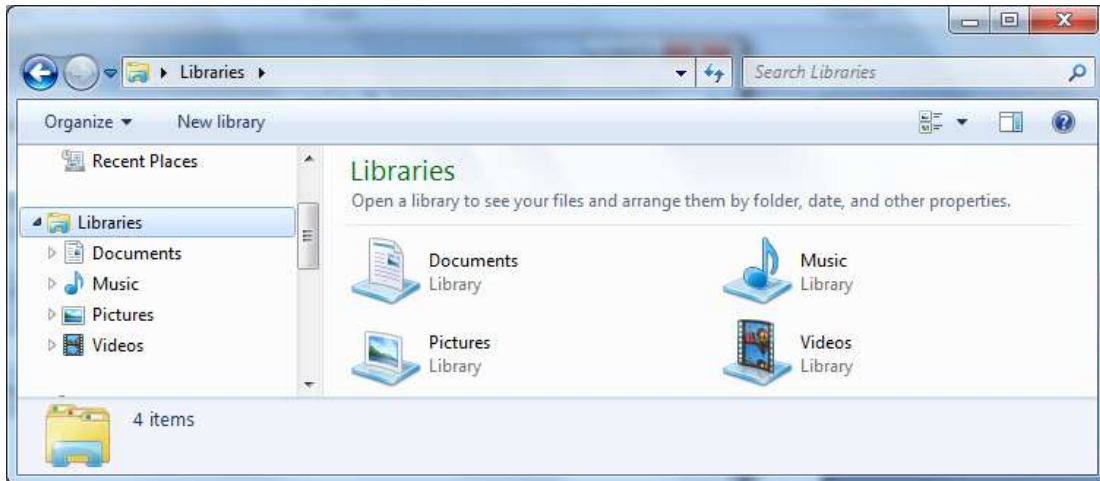 Libraries
Search Libraries
Organize
New library
Recent Places
Libraries
Documents
Music
Pictures
Videos
Libraries
Open a library to see your files and arrange them by folder, date, and other properties.
Documents
Library
Music
Library
Pictures
Library
Videos
Library
4 items